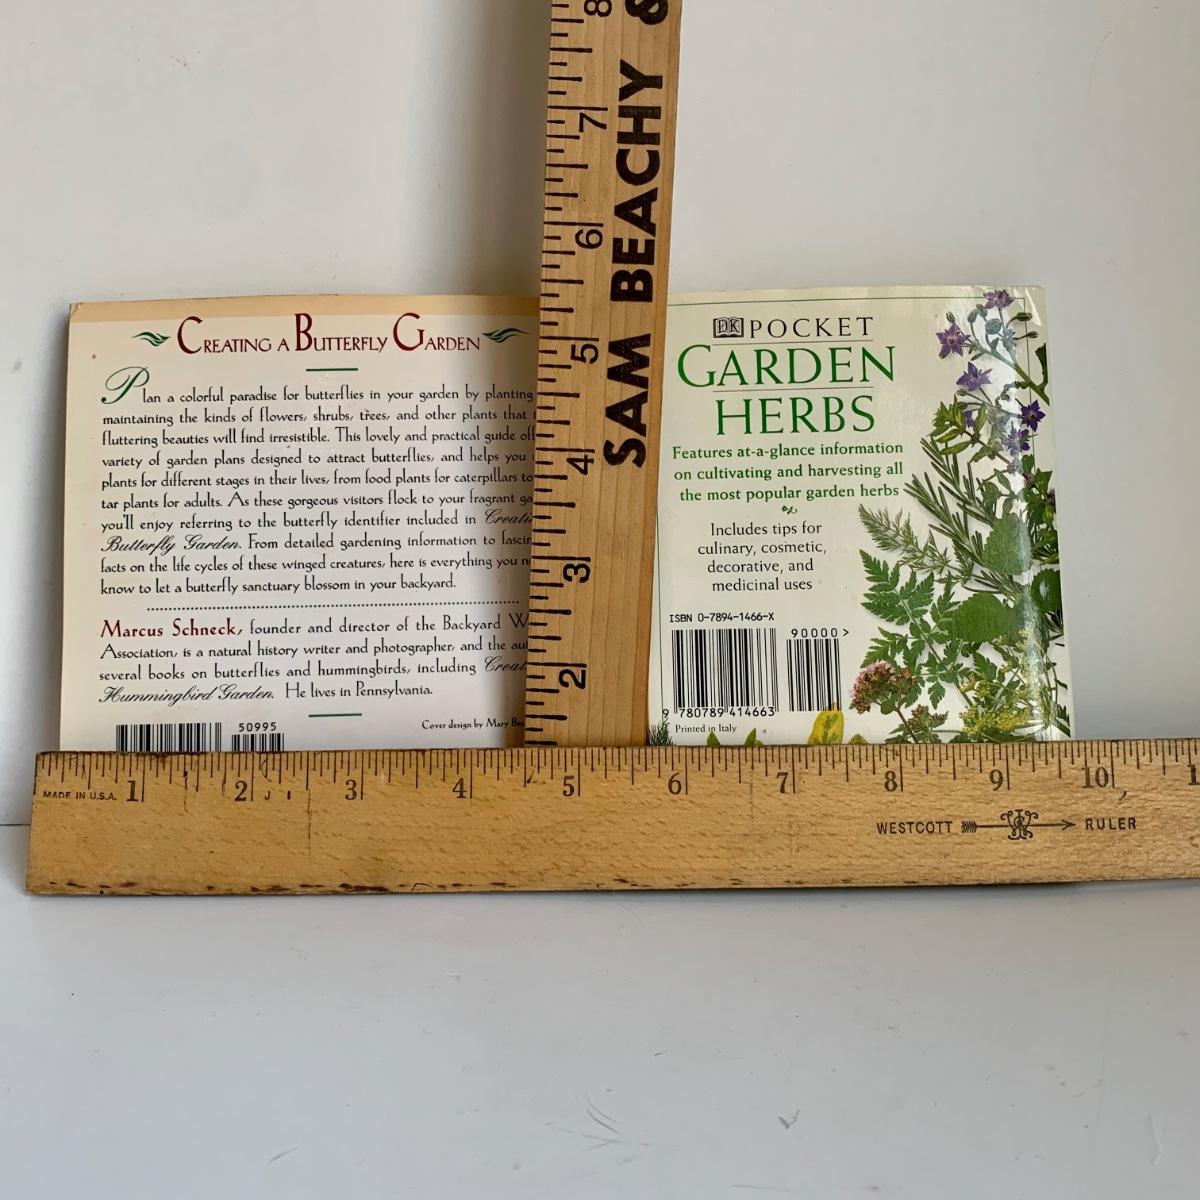 CREATING A BUTTERFLY GARDEN
Plan a colorful paradise for butterflies in your garden by planting
maintaining the kinds of flowers, shrubs, trees, and other plants that
fluttering beauties will find irresistible. This lovely and practical guide
variety of garden plans designed to attract butterflies, and helps you
plants for different stages in their lives, from food plants for caterpillars to
tar plants for adults. As these gorgeous visitors flock to your fragrant
you'll enjoy referring to the butterfly identifier included in
Butterfly Garden. From detailed gardening information to
facts on the life cycles of these winged creatures, here is everything you
know to let a butterfly sanctuary blossom in your backyard.
Marcus Schneck, founder and director of the Backyard
Association, is a natural history writer and photographer, and the
several books on butterflies and hummingbirds, including
Hummingbird Garden. He lives in Pennsylvania.
50995
Cover design by Mary
8
7
6
5
4
3
2
SAM BEACHY &
DK POCKET
GARDEN
HERBS
Features at-a-glance information
on cultivating and harvesting all
the most popular garden herbs
Includes tips for
culinary, cosmetic,
decorative, and
medicinal uses
ISBN 0-7894-1466-X
90000>
9 780789 414663
Printed in Italy
1 2 3 4 5 6 7 8 9 10 1
MADE IN U.S.A.
WESTCOTT RULER